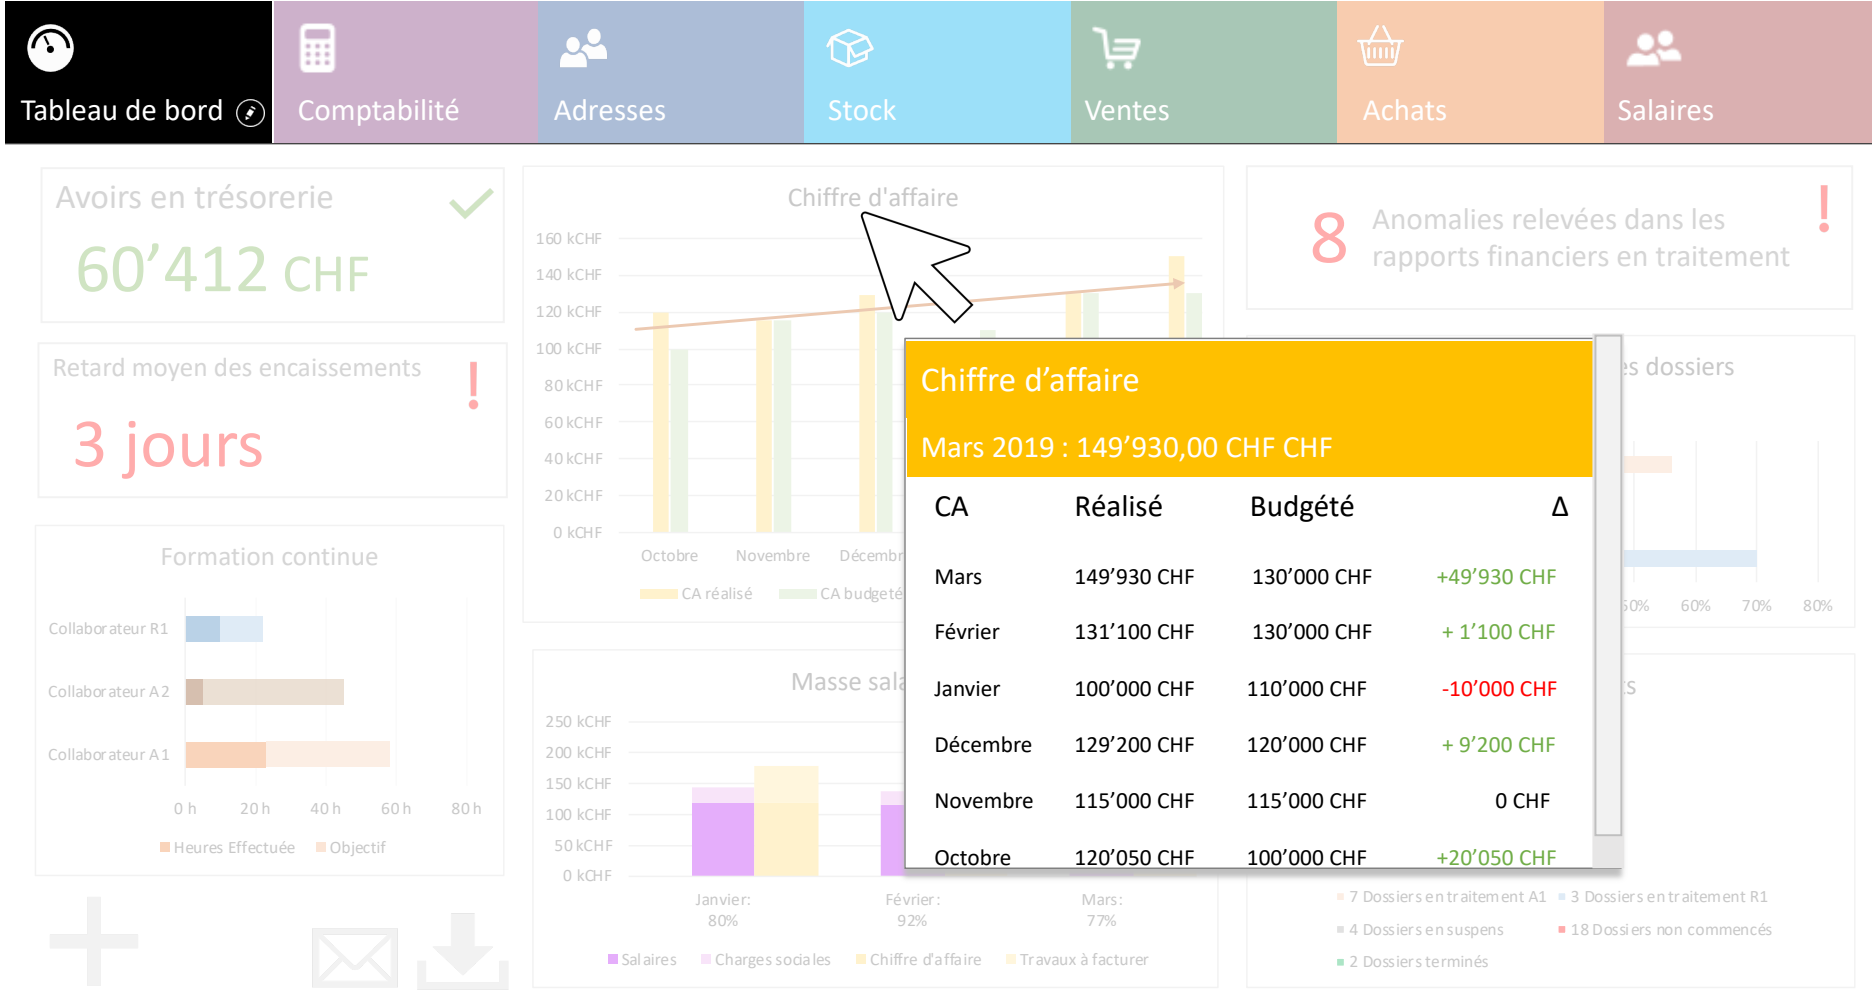 Tableau de bord
Comptabilité
Adresses
Stock
Ventes
Achats
Salaires
Avoirs en trésorerie
60’412 CHF
Retard moyen des encaissements
!
3 jours
Formation continue
Collaborateur R1
Collaborateur A2
Collaborateur A1
0 h 20 h 40 h 60 h 80 h
Heures Effectuée Objectif
Chiffre d'affaire
160 kCHF
140 kCHF
120 kCHF
100 kCHF
80 kCHF
60 kCHF
40 kCHF
20 kCHF
0 kCHF
Octobre Novembre Décembr
CA réalisé CA budgeté
8 Anomalies relevées dans les
rapports financiers en traitement
!
es dossiers
60% 70% 80%
Chiffre d’affaire
Mars 2019 : 149’930,00 CHF CHF
CA Réalisé Budgété Δ
Mars 149’930 CHF 130’000 CHF +49’930 CHF
Février 131’100 CHF 130’000 CHF + 1’100 CHF
Janvier 100’000 CHF 110’000 CHF -10’000 CHF
Décembre 129’200 CHF 120’000 CHF + 9’200 CHF
Novembre 115’000 CHF 115’000 CHF 0 CHF
Octobre 120’050 CHF 100’000 CHF +20’050 CHF
Masse sala
250 kCHF
200 kCHF
150 kCHF
100 kCHF
50 kCHF
0 kCHF
Janvier: Février: Mars:
80% 92% 77%
Salaires Charges sociales Chiffre d'affaire Travaux à facturer
ts
7 Dossiers en traitement A1 3 Dossiers en traitement R1
4 Dossiers en suspens 18 Dossiers non commencés
2 Dossiers terminés